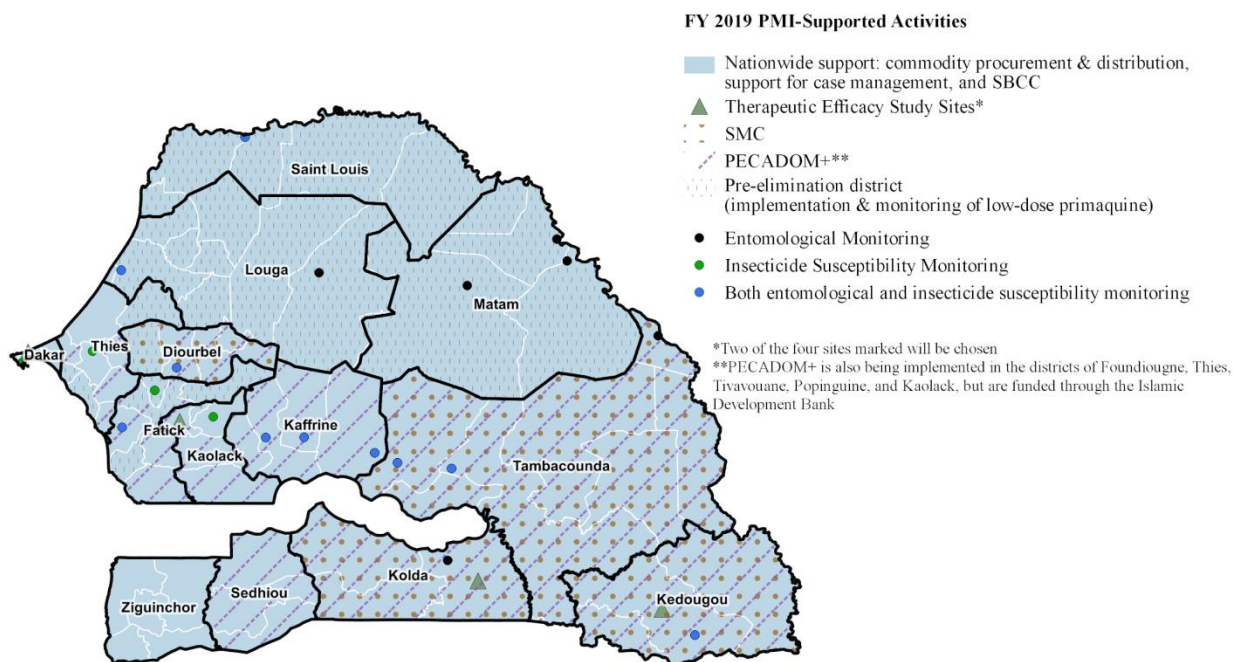 FY 2019 PMI-Supported Activities
Nationwide support: commodity procurement & distribution,
support for case management, and SBCC
Therapeutic Efficacy Study Sites*
SMC
PECADOM+**
Pre-elimination district
(implementation & monitoring of low-dose primaquine)
Entomological Monitoring
Insecticide Susceptibility Monitoring
Both entomological and insecticide susceptibility monitoring
*Two of the four sites marked will be chosen
**PECADOM+ is also being implemented in the districts of Foundiougne, Thies,
Tivavouane, Popinguine, and Kaolack, but are funded through the Islamic
Development Bank
Saint Louis
Louga
Matam
Dakar
Thies
Diourbel
Fatick
Kaolack
Kaffrine
Tambacounda
Ziguinchor
Sedhiou
Kolda
Kedougou